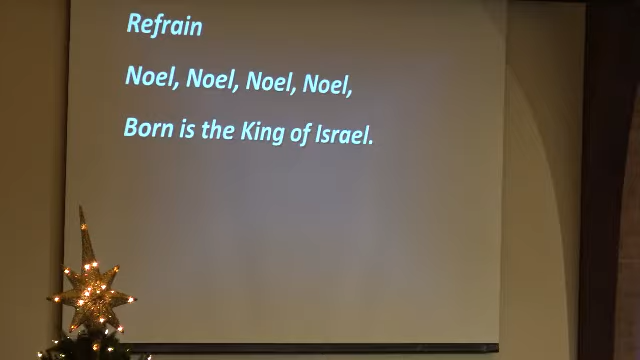 Refrain
Noel, Noel, Noel, Noel,
Born is the King of Israel.